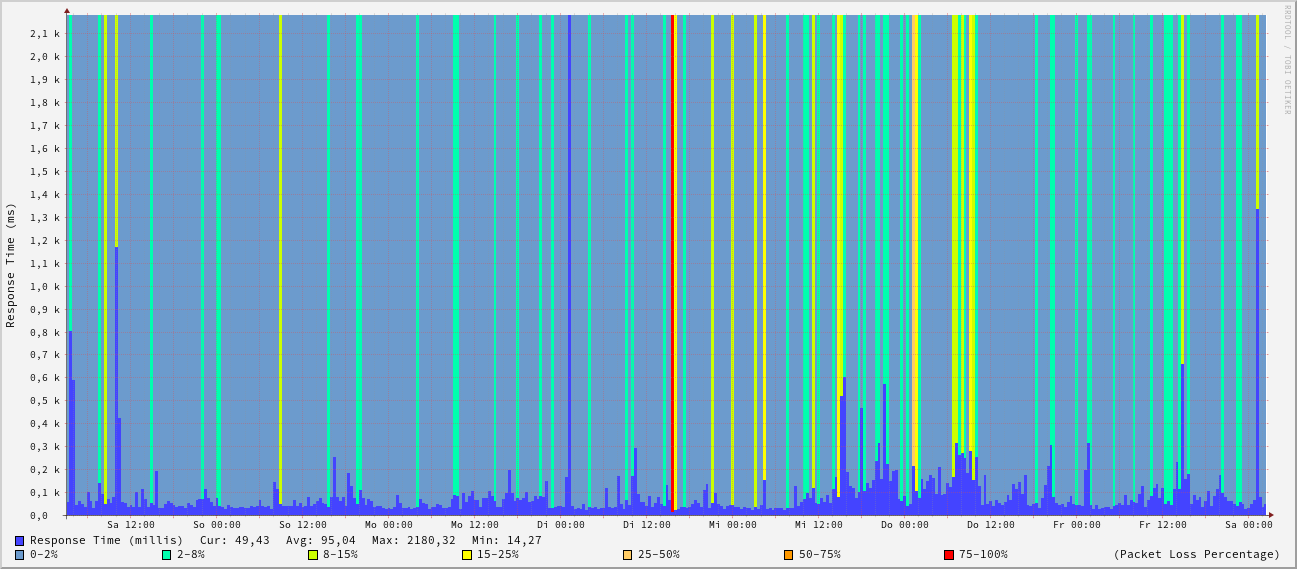 RRDTOOL / TOBI OETIKER
Response Time (ms)
2,1 k
2,0 k
1,9 k
1,8 k
1,7 k
1,6 k
1,5 k
1,4 k
1,3 k
1,2 k
1,1 k
1,0 k
0,9 k
0,8 k
0,7 k
0,6 k
0,5 k
0,4 k
0,3 k
0,2 k
0,1 k
0,0
Sa 12:00 So 00:00 So 12:00 Mo 00:00 Mo 12:00 Di 00:00 Di 12:00 Mi 00:00 Mi 12:00 Do 00:00 Do 12:00 Fr 00:00 Fr 12:00 Sa 00:00
Response Time (millis) Cur: 49,43 Avg: 95,04 Max: 2180,32 Min: 14,27
0-2% 2-8% 8-15% 15-25% 25-50% 50-75% 75-100% (Packet Loss Percentage)